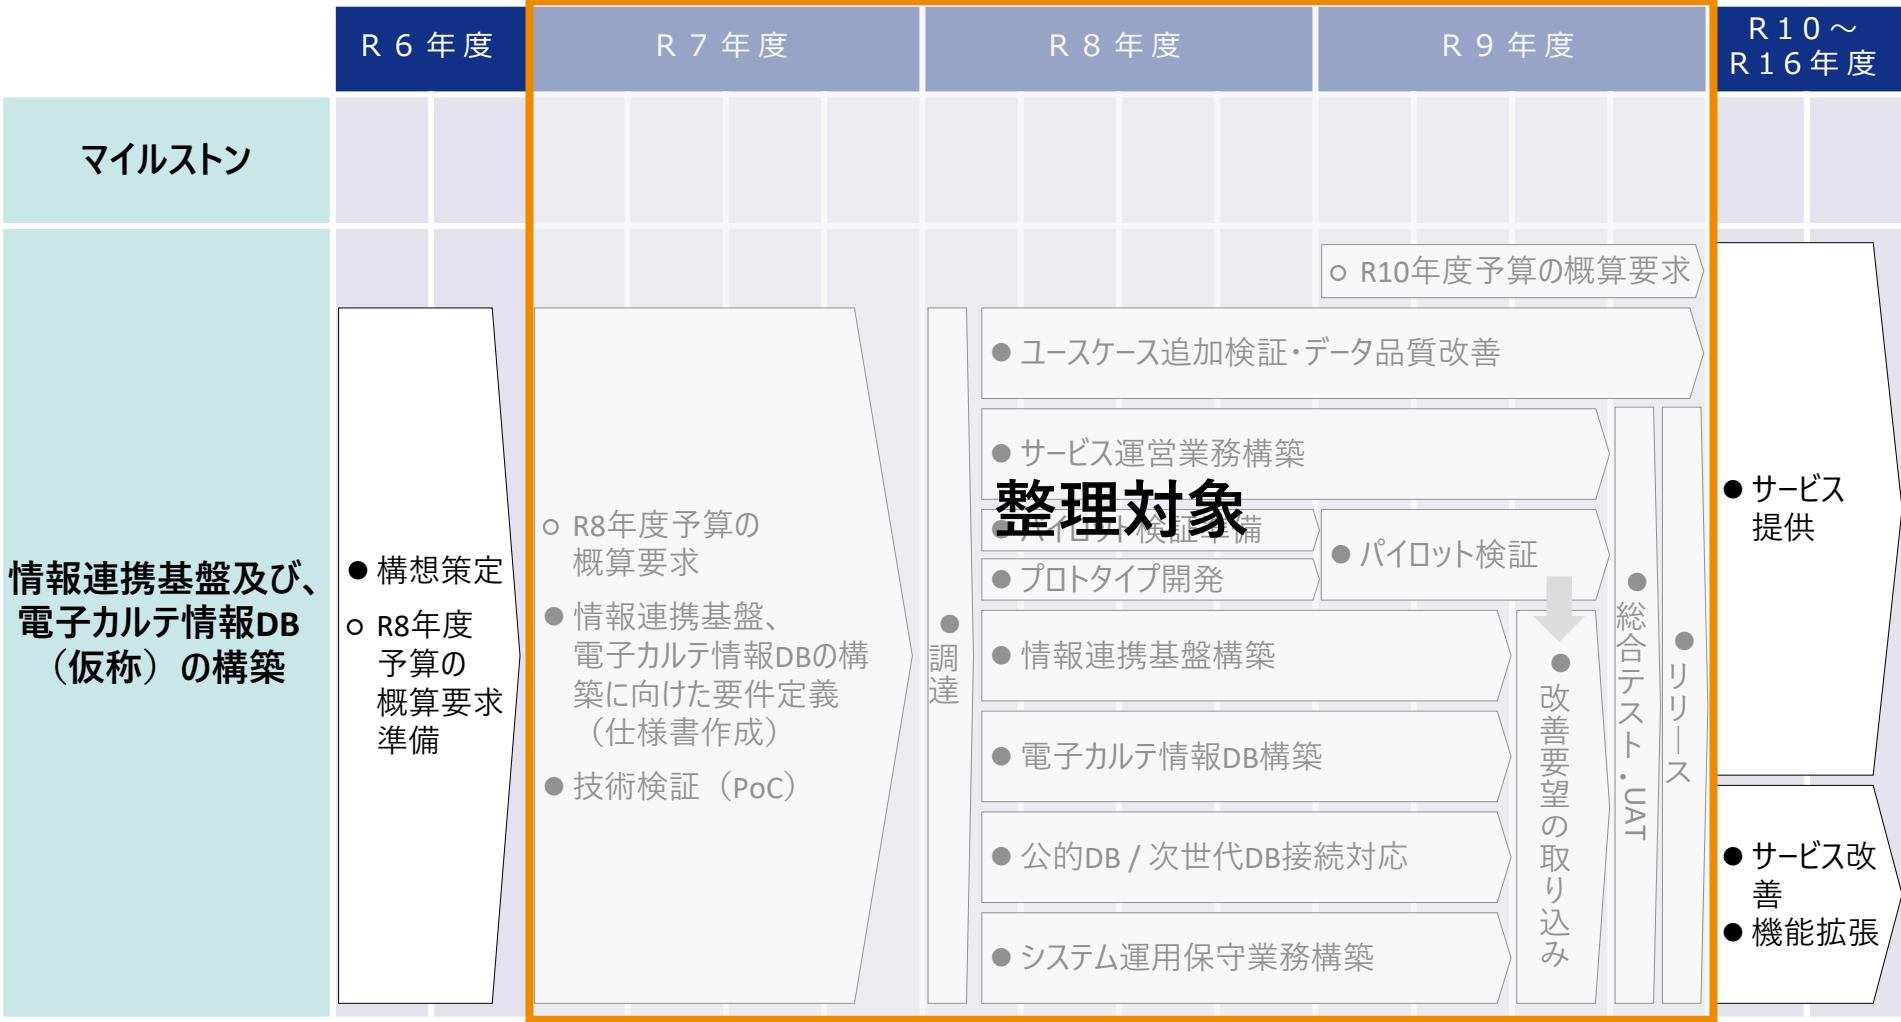 R６年度
R７年度
R８年度
R９年度
R10～
R16年度
マイルストン
情報連携基盤及び、
電子カルテ情報DB
（仮称）の構築
● 構想策定
○ R8年度
予算の
概算要求
準備
○ R8年度予算の
概算要求
● 情報連携基盤、
電子カルテ情報DBの構
築に向けた要件定義
（仕様書作成）
● 技術検証（PoC）
● 調達
○ R10年度予算の概算要求
● ユースケース追加検証・データ品質改善
● サービス運営業務構築
整理対象
● パイロット検証準備
● プロトタイプ開発
● パイロット検証
● 情報連携基盤構築
● 電子カルテ情報DB構築
● 公的DB / 次世代DB接続対応
● システム運用保守業務構築
● 改善要望の取り込み
● 総合テスト・UAT
● リリース
● サービス
提供
● サービス改
善
● 機能拡張